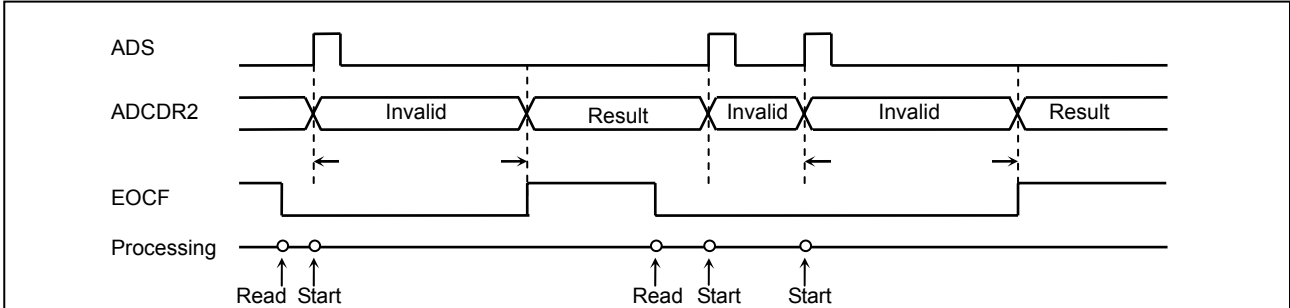 ADS
ADCDR2 Invalid Result Invalid Invalid Result
EOCF
Processing
Read Start Read Start Start